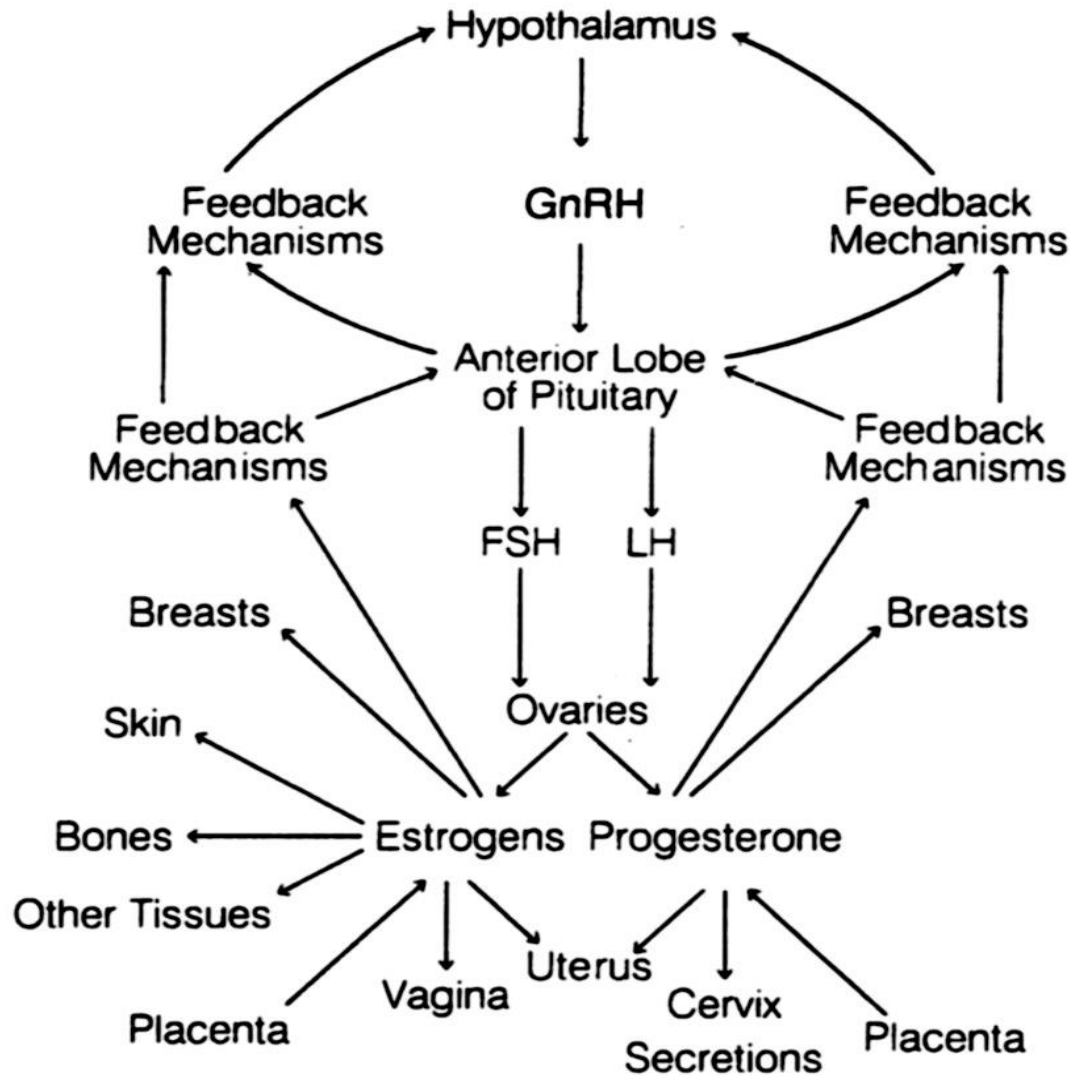 Hypothalamus
Feedback
Mechanisms
GnRH
Feedback
Mechanisms
Anterior Lobe
of Pituitary
Feedback
Mechanisms
Feedback
Mechanisms
FSH
LH
Breasts
Breasts
Ovaries
Skin
Bones
Estrogens
Progesterone
Other Tissues
Uterus
Vagina
Cervix
Secretions
Placenta
Placenta